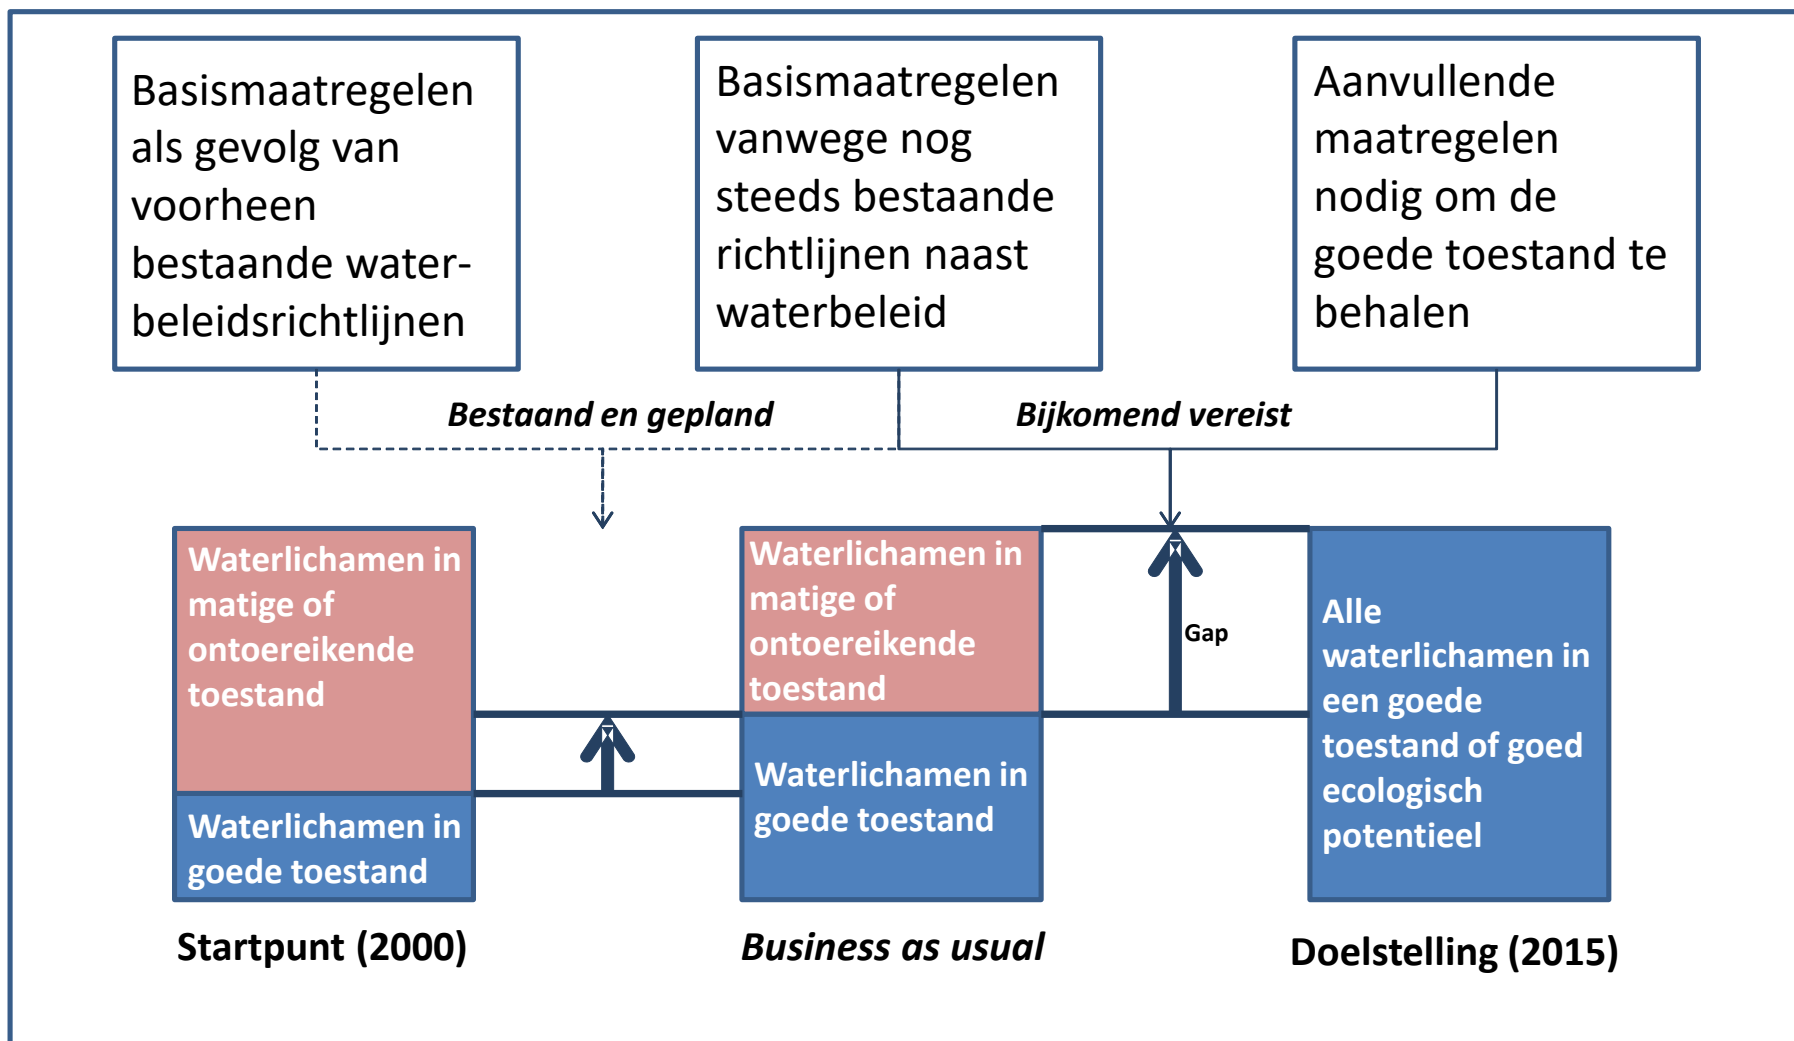 Basismaatregelen
als gevolg van
voorheen
bestaande water-
beleidsrichtlijnen
Basismaatregelen
vanwege nog
steeds bestaande
richtlijnen naast
waterbeleid
Aanvullende
maatregelen
nodig om de
goede toestand te
behalen
Bestaand en gepland
Bijkomend vereist
Waterlichamen in
matige of
ontoereikende
toestand
Waterlichamen in
goede toestand
Waterlichamen in
matige of
ontoereikende
toestand
Waterlichamen in
goede toestand
Gap
Alle
waterlichamen in
een goede
toestand of goed
ecologisch
potentieel
Startpunt (2000)
Business as usual
Doelstelling (2015)